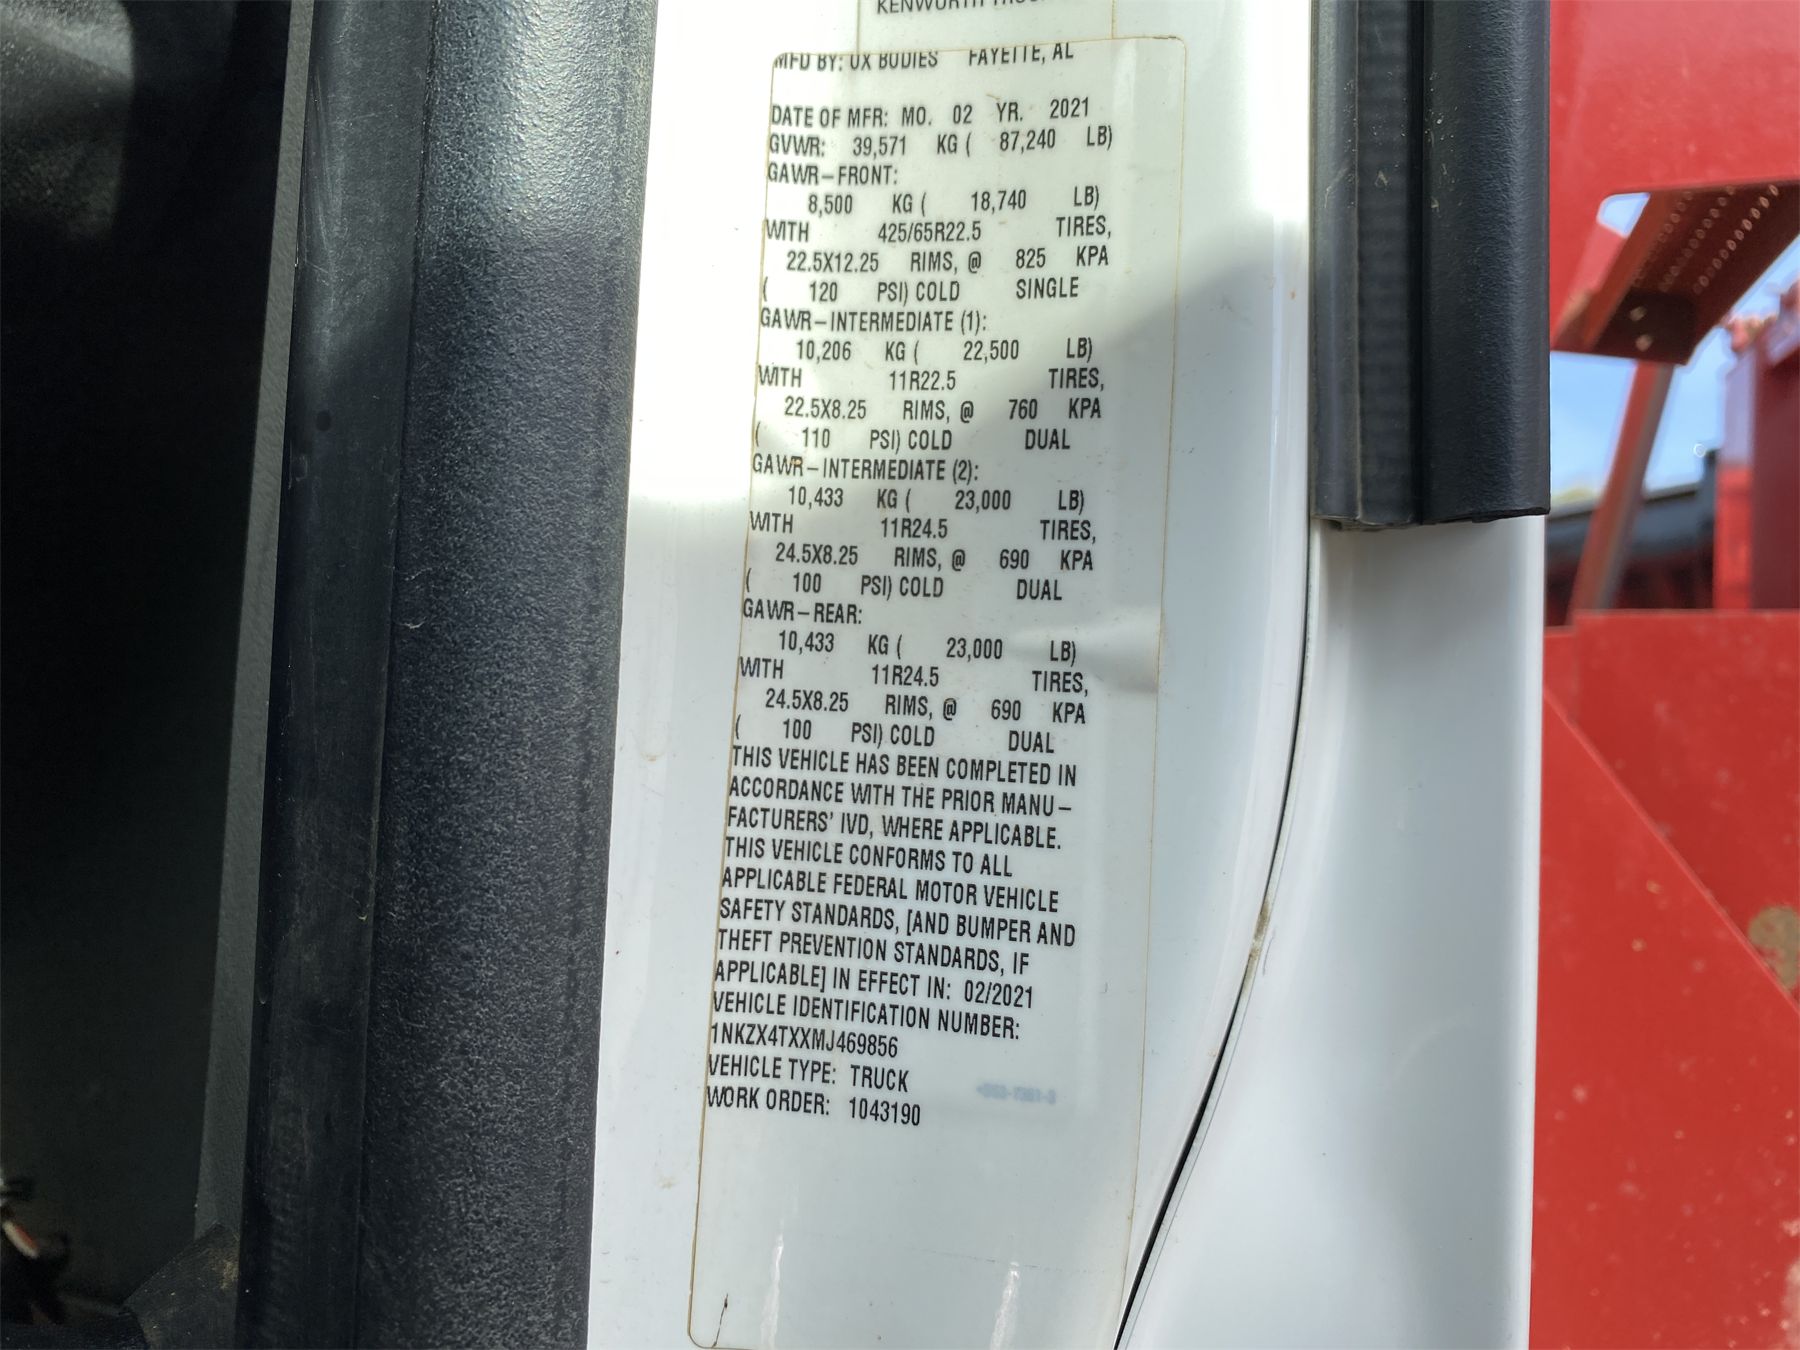 KENWORTH
MFD BY: OX BODIES FAYETTE, AL
DATE OF MFR: MO. 02 YR. 2021
GVWR: 39,571 KG ( 87,240 LB)
GAWR-FRONT:
8,500 KG ( 18,740 LB)
WITH 425/65R22.5 TIRES,
22.5X12.25 RIMS, @ 825 KPA
( 120 PSI) COLD SINGLE
GAWR-INTERMEDIATE (1):
10,206 KG ( 22,500 LB)
WITH 11R22.5 TIRES,
22.5X8.25 RIMS, @ 760 KPA
( 110 PSI) COLD DUAL
GAWR-INTERMEDIATE (2):
10,433 KG ( 23,000 LB)
WITH 11R24.5 TIRES,
24.5X8.25 RIMS, @ 690 KPA
( 100 PSI) COLD DUAL
GAWR-REAR:
10,433 KG ( 23,000 LB)
WITH 11R24.5 TIRES,
24.5X8.25 RIMS, @ 690 KPA
( 100 PSI) COLD DUAL
THIS VEHICLE HAS BEEN COMPLETED IN
ACCORDANCE WITH THE PRIOR MANU-
FACTURERS' IVD, WHERE APPLICABLE.
THIS VEHICLE CONFORMS TO ALL
APPLICABLE FEDERAL MOTOR VEHICLE
SAFETY STANDARDS, [AND BUMPER AND
THEFT PREVENTION STANDARDS, IF
APPLICABLE] IN EFFECT IN: 02/2021
VEHICLE IDENTIFICATION NUMBER:
1NKZX4TXXMJ469856
VEHICLE TYPE: TRUCK
WORK ORDER: 1043190